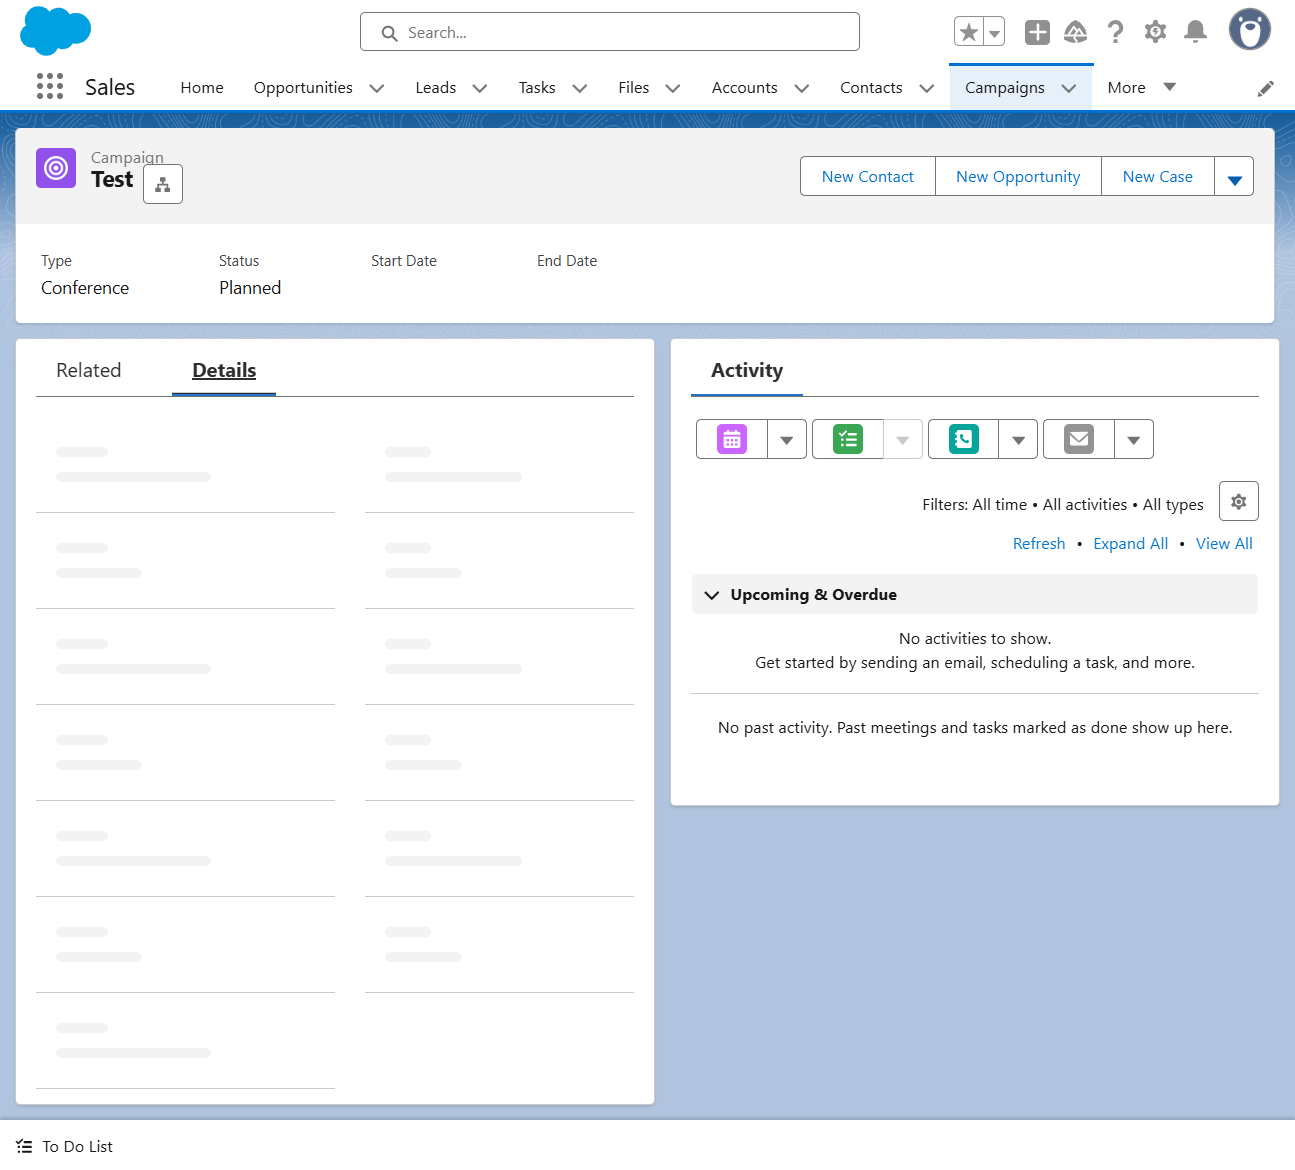 Search...
Sales
Home
Opportunities
Leads
Tasks
Files
Accounts
Contacts
Campaigns
More
Campaign
Test
New Contact
New Opportunity
New Case
Type
Status
Start Date
End Date
Conference
Planned
Related
Details
Activity
Filters: All time • All activities • All types
Refresh • Expand All • View All
Upcoming & Overdue
No activities to show.
Get started by sending an email, scheduling a task, and more.
No past activity. Past meetings and tasks marked as done show up here.
To Do List